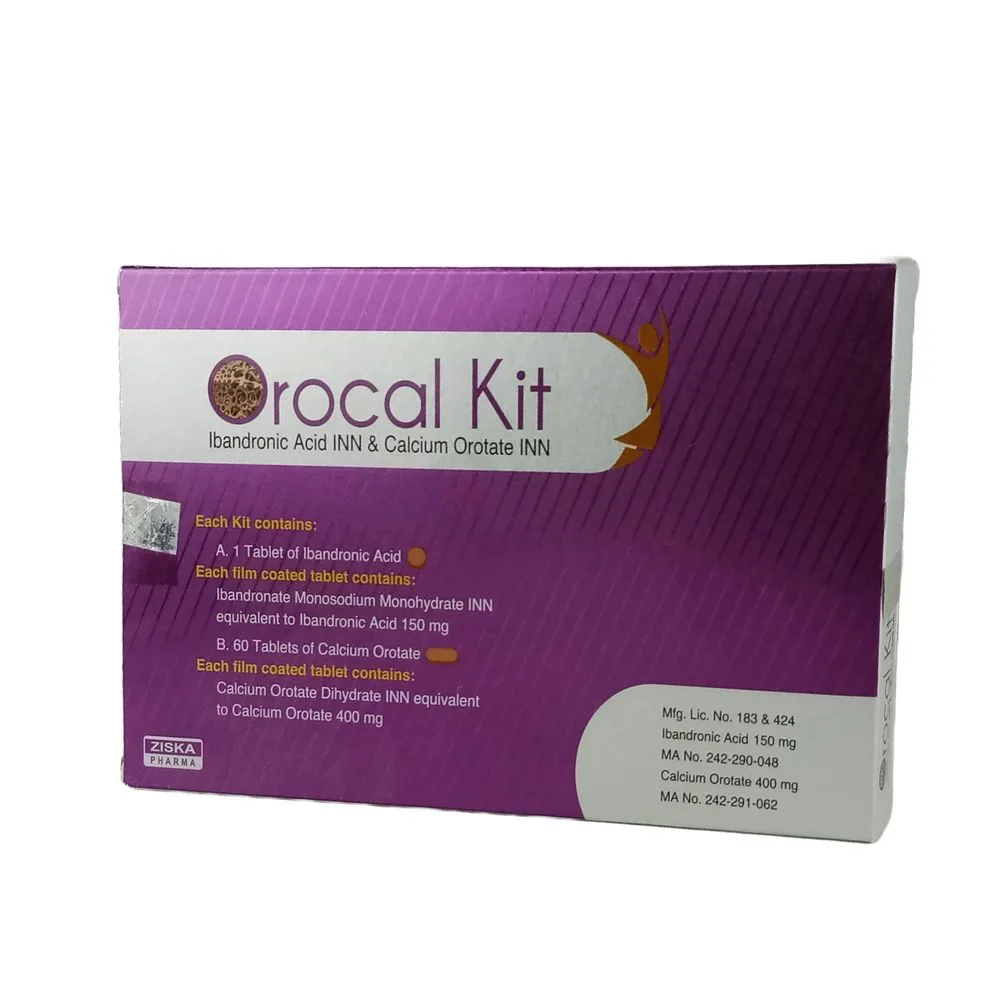 Orocal Kit
Ibandronic Acid INN & Calcium Orotate INN
Each Kit contains:
A. 1 Tablet of Ibandronic Acid
Each film coated tablet contains:
Ibandronate Monosodium Monohydrate INN
equivalent to Ibandronic Acid 150 mg
B. 60 Tablets of Calcium Orotate
Each film coated tablet contains:
Calcium Orotate Dihydrate INN equivalent
to Calcium Orotate 400 mg
ZISKA
PHARMA
Mfg. Lic. No. 183 & 424
Ibandronic Acid 150 mg
MA No. 242-290-048
Calcium Orotate 400 mg
MA No. 242-291-062
Orocal Kit